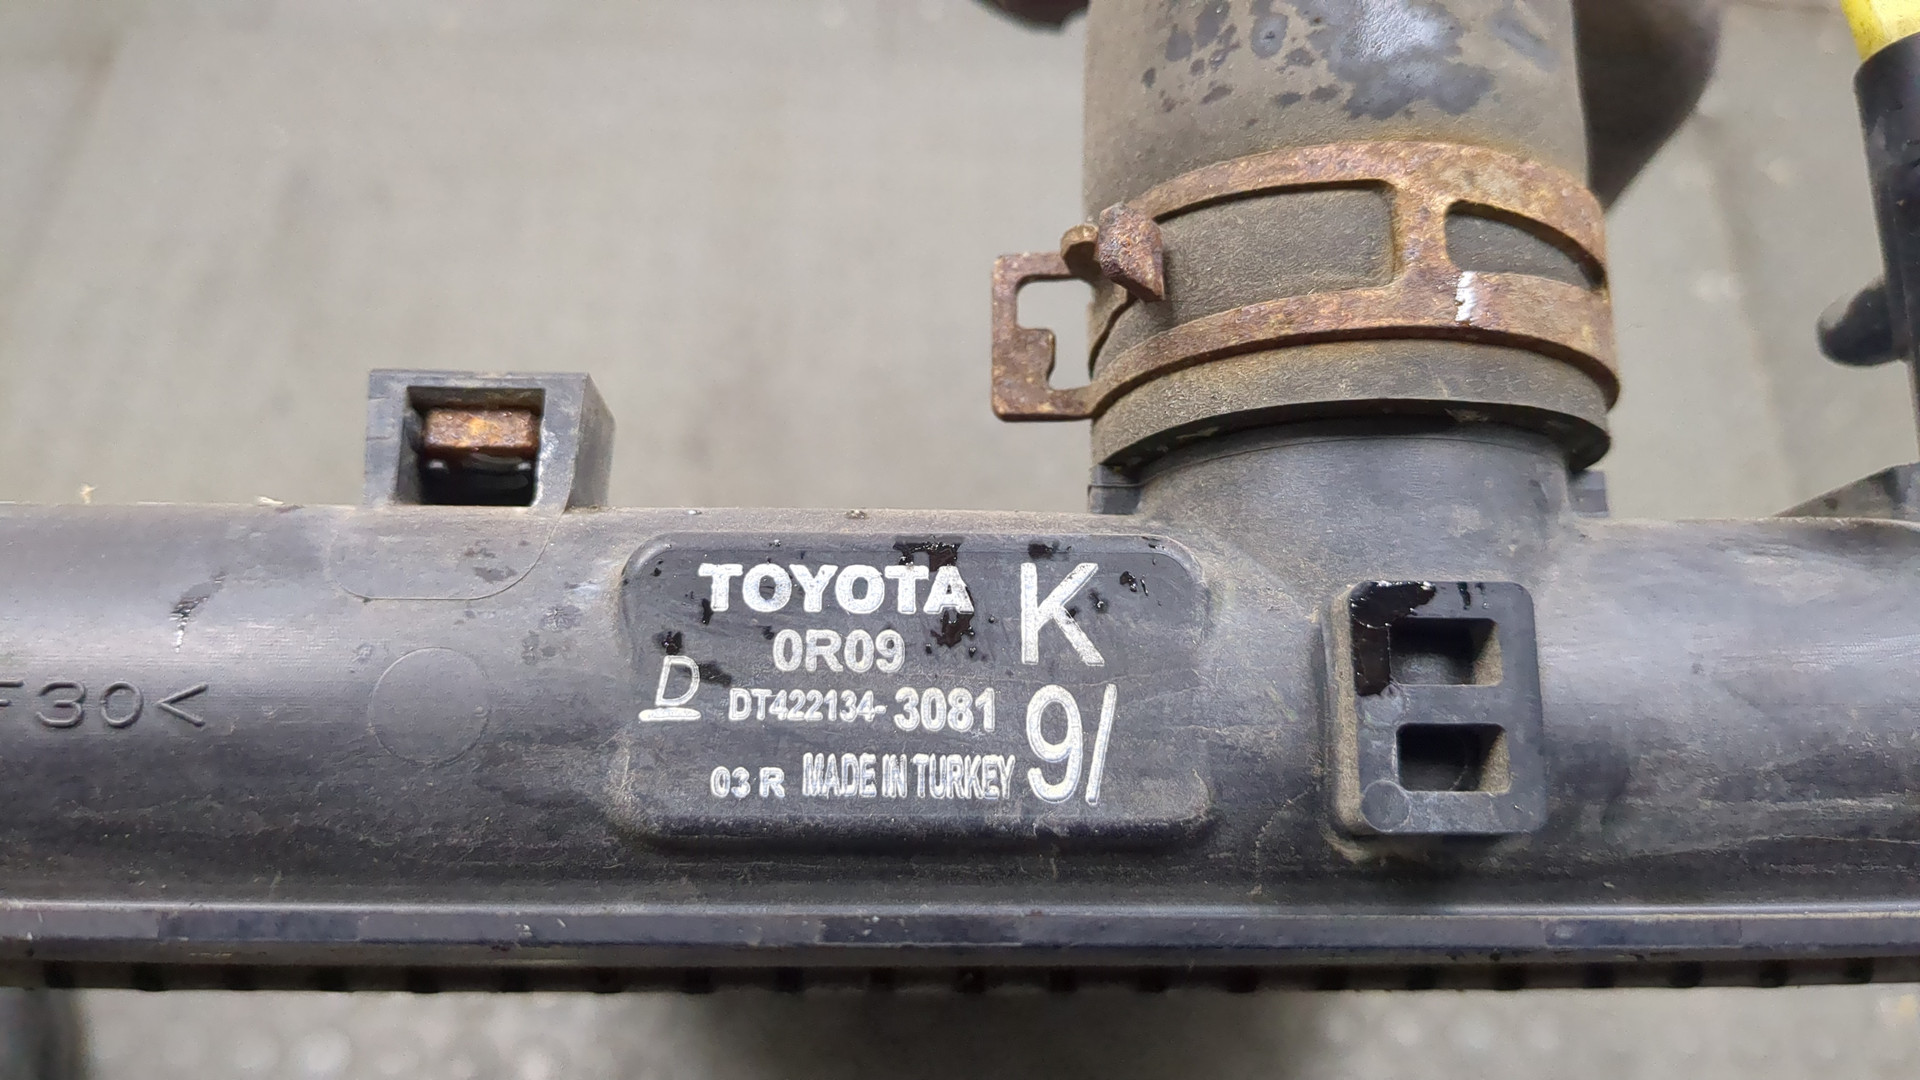 TOYOTA K
0R09
D DT422134-3081 9/
03 R MADE IN TURKEY
F30<